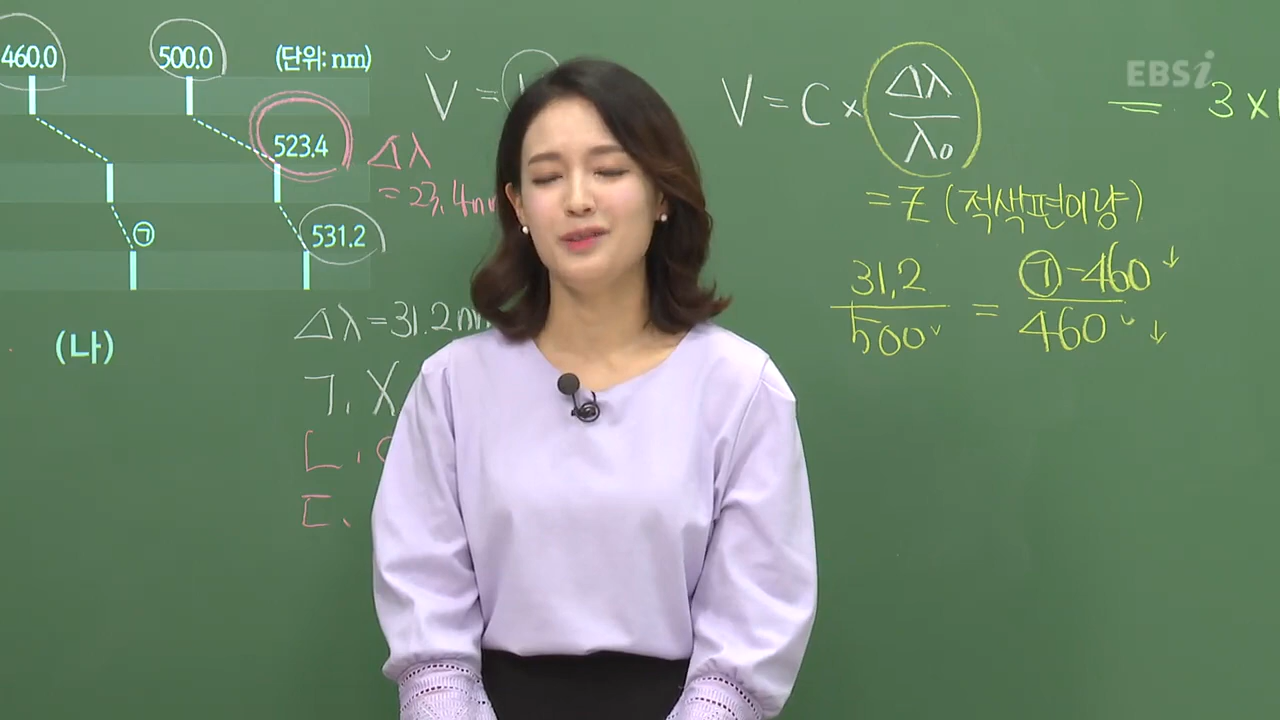 460.0 500.0 (단위: nm)
523.4
㉠
531.2
(나)
Δλ
= 23.4nm
Δλ = 31.2nm
ㄱ. X
ㄴ.
ㄷ.
V =
V = C × Δλ/λ₀ = 3 ×
= Z (적색편이량)
31.2/500 = ㉠-460/460
EBSi